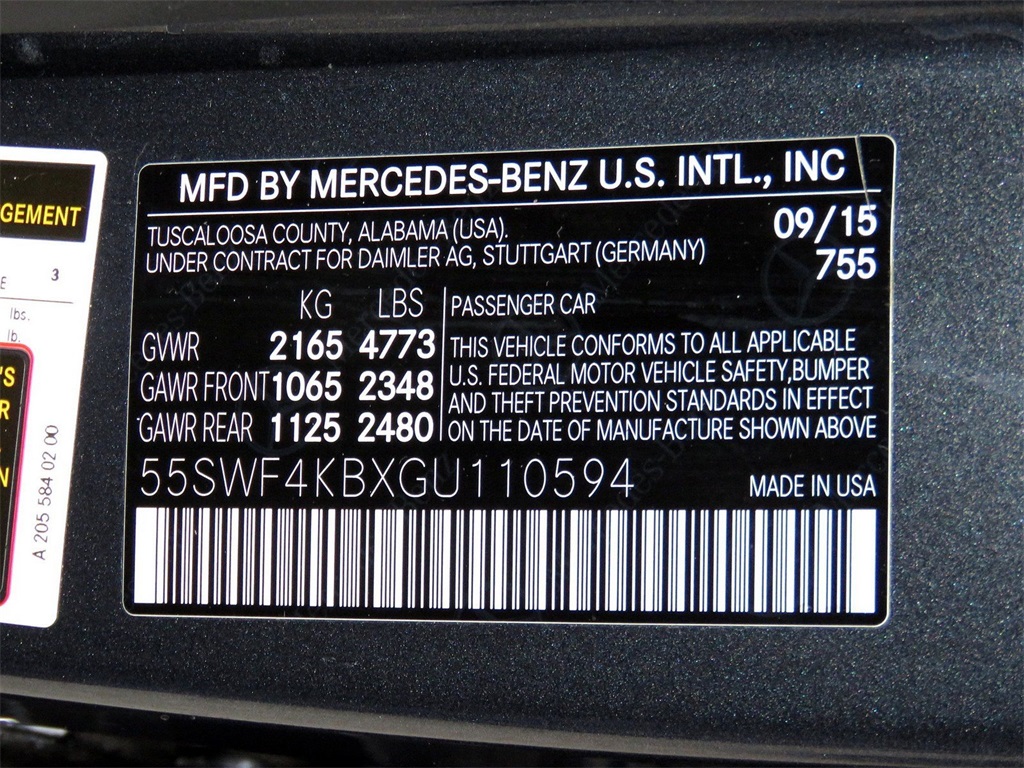 MFD BY MERCEDES-BENZ U.S. INTL., INC
TUSCALOOSA COUNTY, ALABAMA (USA).
09/15
UNDER CONTRACT FOR DAIMLER AG, STUTTGART (GERMANY)
755
KG LBS
GVWR 2165 4773
GAWR FRONT 1065 2348
GAWR REAR 1125 2480
PASSENGER CAR
THIS VEHICLE CONFORMS TO ALL APPLICABLE
U.S. FEDERAL MOTOR VEHICLE SAFETY,BUMPER
AND THEFT PREVENTION STANDARDS IN EFFECT
ON THE DATE OF MANUFACTURE SHOWN ABOVE
55SWF4KBXGU110594
MADE IN USA
GEMENT
E 3
lbs.
lb.
'S
R
N
A 205 584 02 00